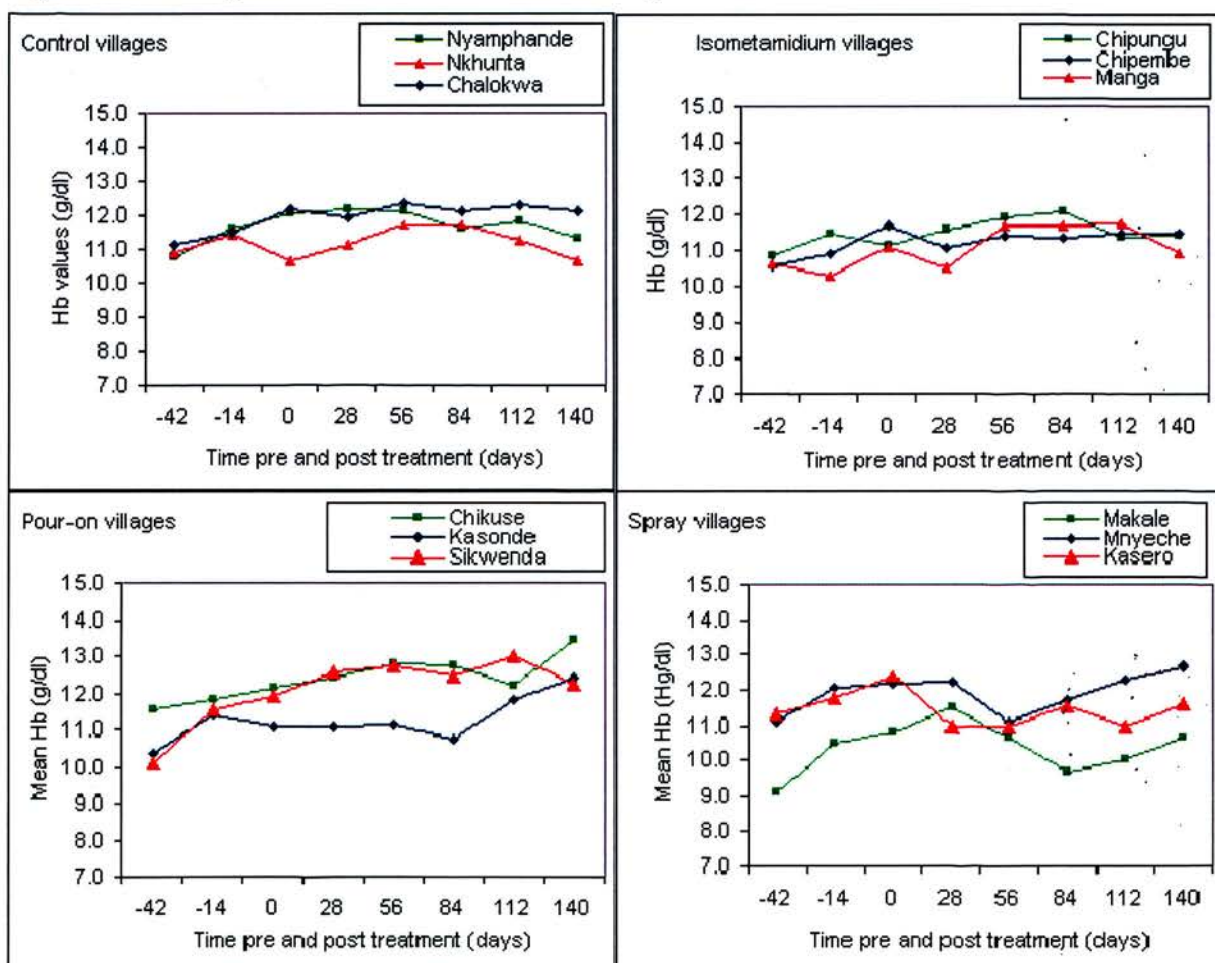 Control villages
Nyamphande
Nkhunta
Chalokwa
Hb values (g/dl)
15.0
14.0
13.0
12.0
11.0
10.0
9.0
8.0
7.0
-42 -14 0 28 56 84 112 140
Time pre and post treatment (days)
Isometamidium villages
Chipungu
Chipembe
Manga
Hb (g/dl)
15.0
14.0
13.0
12.0
11.0
10.0
9.0
8.0
7.0
-42 -14 0 28 56 84 112 140
Time pre and post treatment (days)
Pour-on villages
Chikuse
Kasonde
Sikwenda
Mean Hb (g/dl)
15.0
14.0
13.0
12.0
11.0
10.0
9.0
8.0
7.0
-42 -14 0 28 56 84 112 140
Time pre and post treatment (days)
Spray villages
Makale
Mnyeche
Kasero
Mean Hb (Hg/dl)
15.0
14.0
13.0
12.0
11.0
10.0
9.0
8.0
7.0
-42 -14 0 28 56 84 112 140
Time pre and post treatment (days)